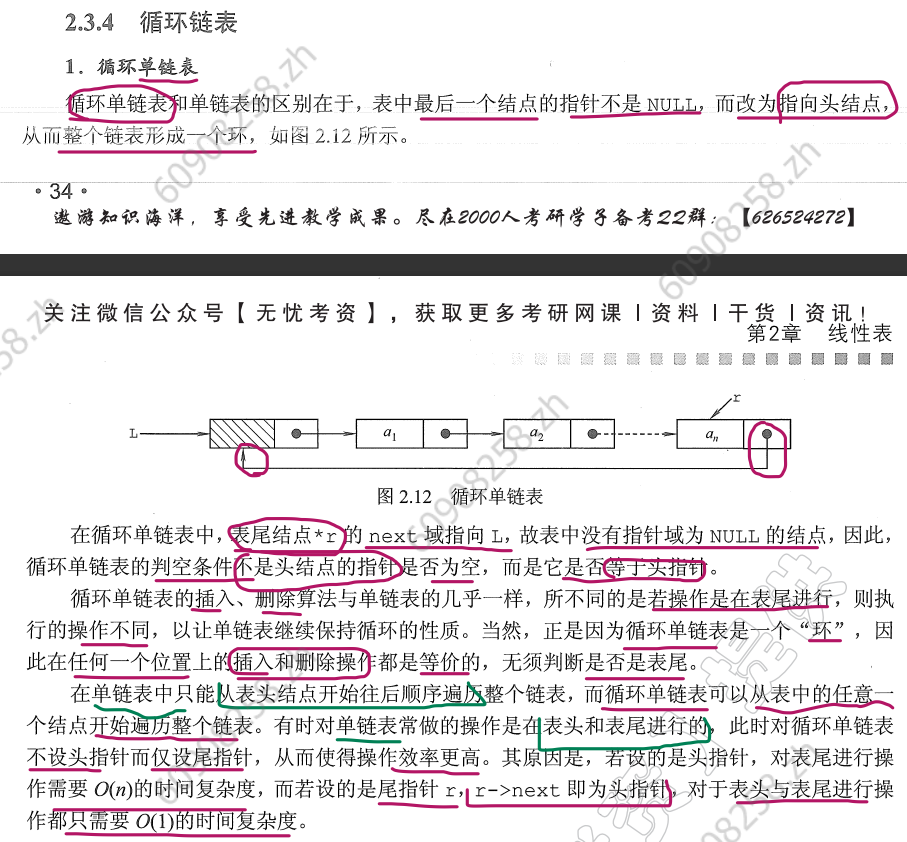 2.3.4 循环链表
1. 循环单链表
循环单链表和单链表的区别在于，表中最后一个结点的指针不是 NULL，而改为指向头结点，
从而整个链表形成一个环，如图 2.12 所示。
• 34 •
遨游知识海洋，享受先进教学成果。尽在2000人考研学子备考QQ群：【626524272】
关注微信公众号【无忧考资】，获取更多考研网课丨资料丨干货丨资讯！
第2章 线性表
r
L a1 a2 an
图 2.12 循环单链表
在循环单链表中，表尾结点*r 的 next 域指向 L，故表中没有指针域为 NULL 的结点，因此，
循环单链表的判空条件不是头结点的指针是否为空，而是它是否等于头指针。
循环单链表的插入、删除算法与单链表的几乎一样，所不同的是若操作是在表尾进行，则执
行的操作不同，以让单链表继续保持循环的性质。当然，正是因为循环单链表是一个“环”，因
此在任何一个位置上的插入和删除操作都是等价的，无须判断是否是表尾。
在单链表中只能从表头结点开始往后顺序遍历整个链表，而循环单链表可以从表中的任意一
个结点开始遍历整个链表。有时对单链表常做的操作是在表头和表尾进行的，此时对循环单链表
不设头指针而仅设尾指针，从而使得操作效率更高。其原因是，若设的是头指针，对表尾进行操
作需要 O(n)的时间复杂度，而若设的是尾指针 r，r->next 即为头指针，对于表头与表尾进行操
作都只需要 O(1)的时间复杂度。
60908258.zh
60908258.zh
58.zh
60908258.zh
60908258.zh